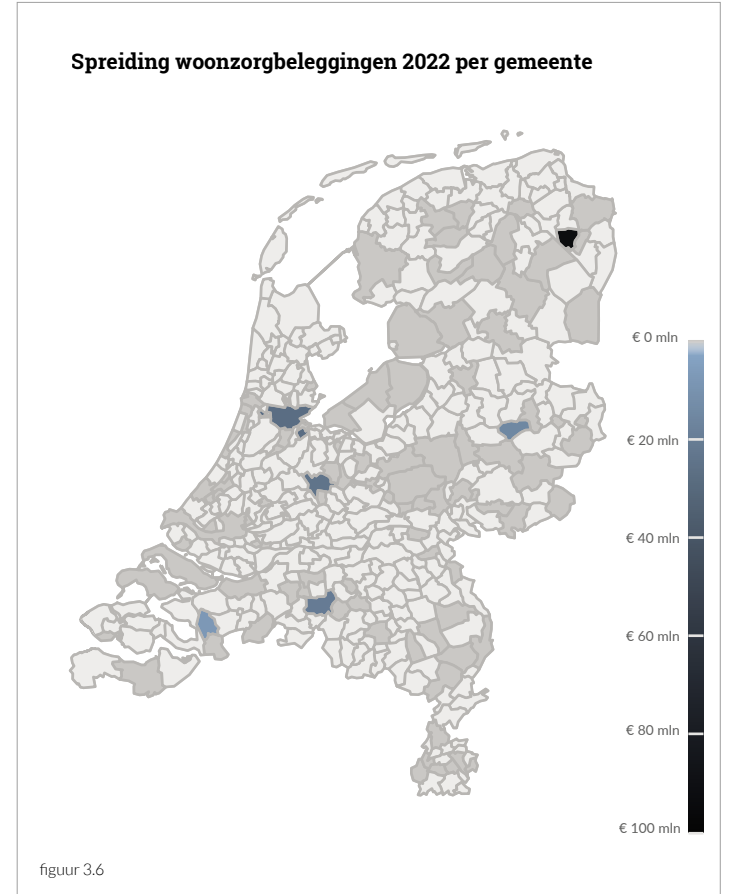 Spreiding woonzorgbeleggingen 2022 per gemeente
€ 0 mln
€ 20 mln
€ 40 mln
€ 60 mln
€ 80 mln
€ 100 mln
figuur 3.6